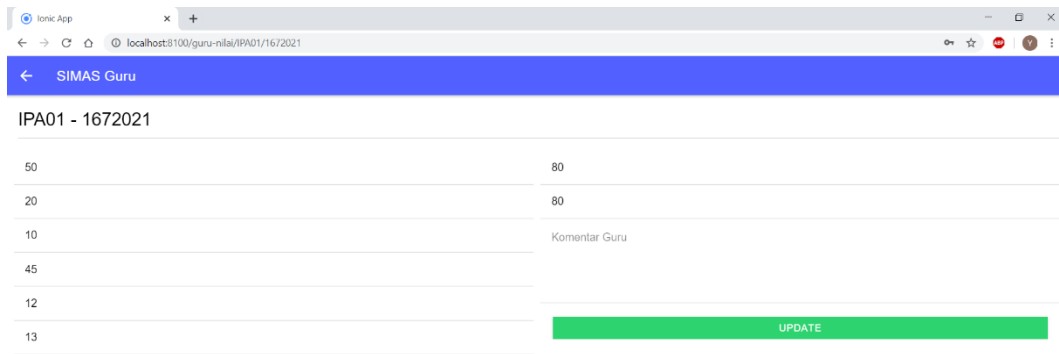 Ionic App
localhost:8100/guru-nilai/IPA01/1672021
ABP
Y
SIMAS Guru
IPA01 - 1672021
50
20
10
45
12
13
80
80
Komentar Guru
UPDATE